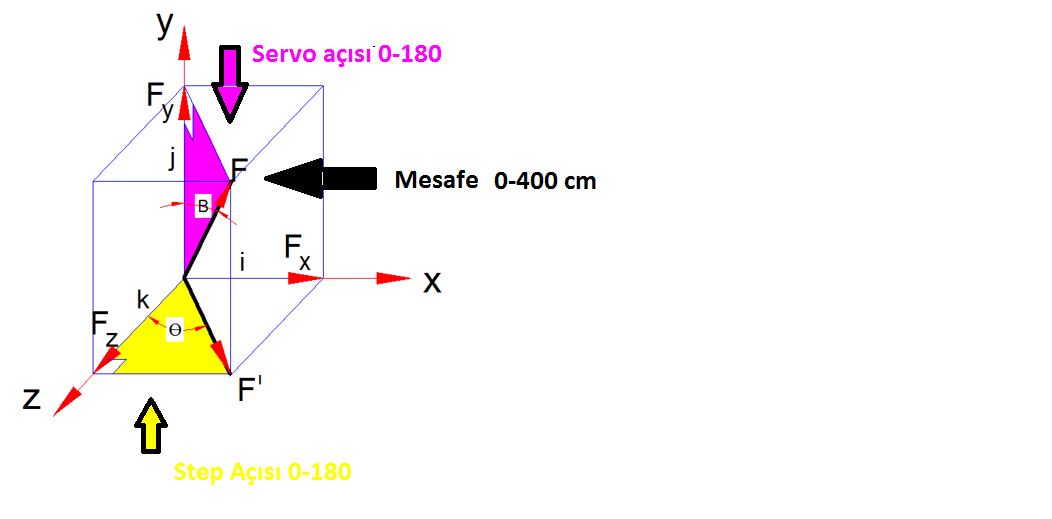 y
Servo açısı 0-180
Fy
j
F
Mesafe 0-400 cm
B
Fx
i
x
k
Fz
Θ
z
F'
Step Açısı 0-180